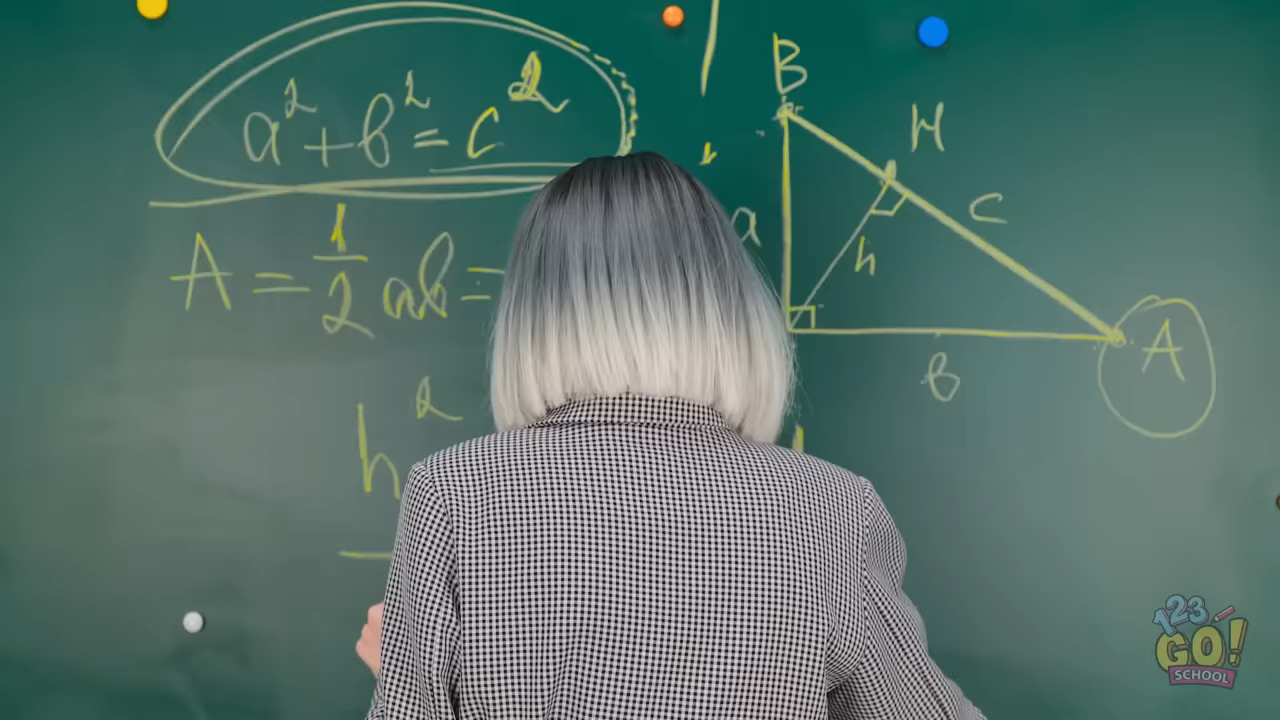 a² + b² = c²
A = 1/2 ab =
h²
B
H
a
c
h
b
A
123
GO!
SCHOOL